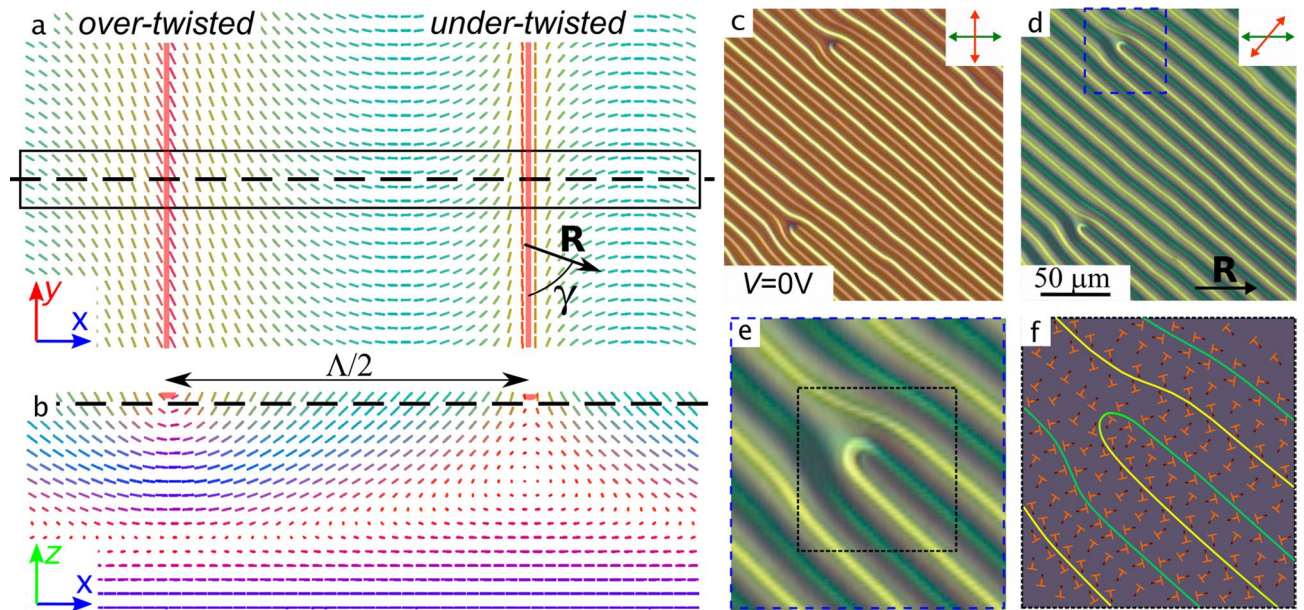 a
over-twisted
under-twisted
R
γ
y
x
b
Λ/2
z
x
c
V=0V
d
50 μm
R
e
f